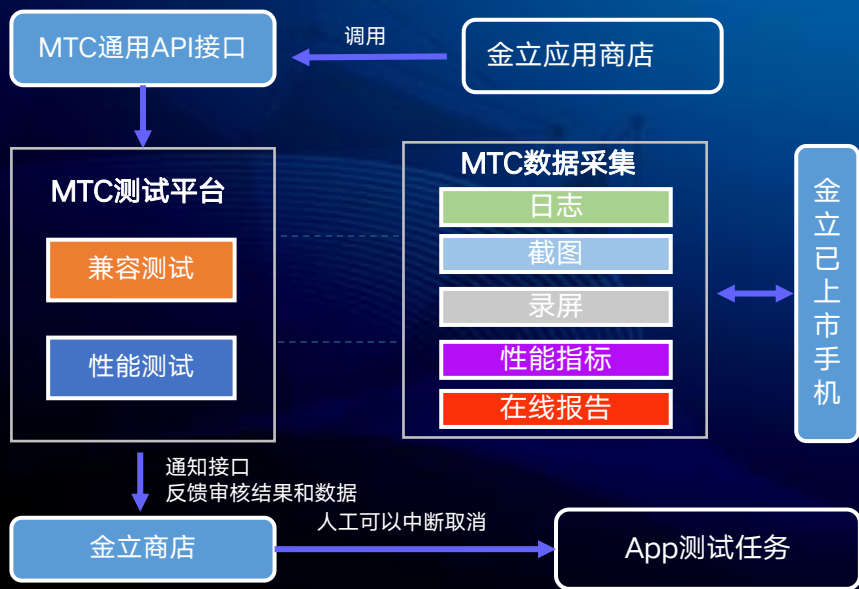 MTC通用API接口
调用
金立应用商店
MTC测试平台
兼容测试
性能测试
MTC数据采集
日志
截图
录屏
性能指标
在线报告
金立已上市手机
通知接口
反馈审核结果和数据
金立商店
人工可以中断取消
App测试任务